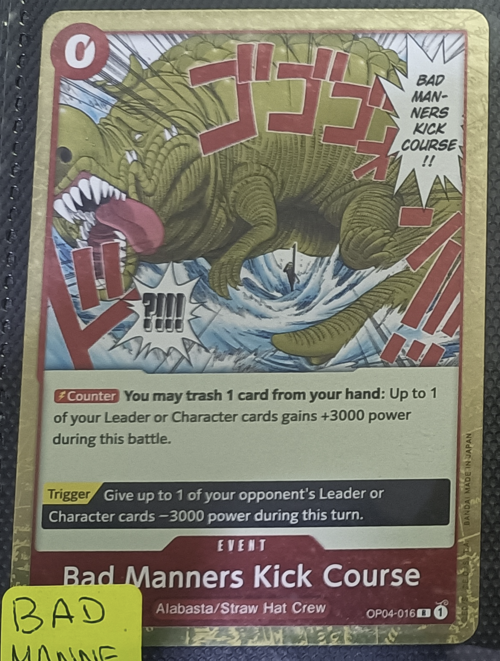 0
ゴゴゴ
BAD
MAN-
NERS
KICK
COURSE
!!
?!!!
Counter You may trash 1 card from your hand: Up to 1
of your Leader or Character cards gains +3000 power
during this battle.
Trigger Give up to 1 of your opponent's Leader or
Character cards −3000 power during this turn.
BANDAI MADE IN JAPAN
EVENT
Bad Manners Kick Course
Alabasta/Straw Hat Crew
OP04-016 R 1
BAD
MANNE